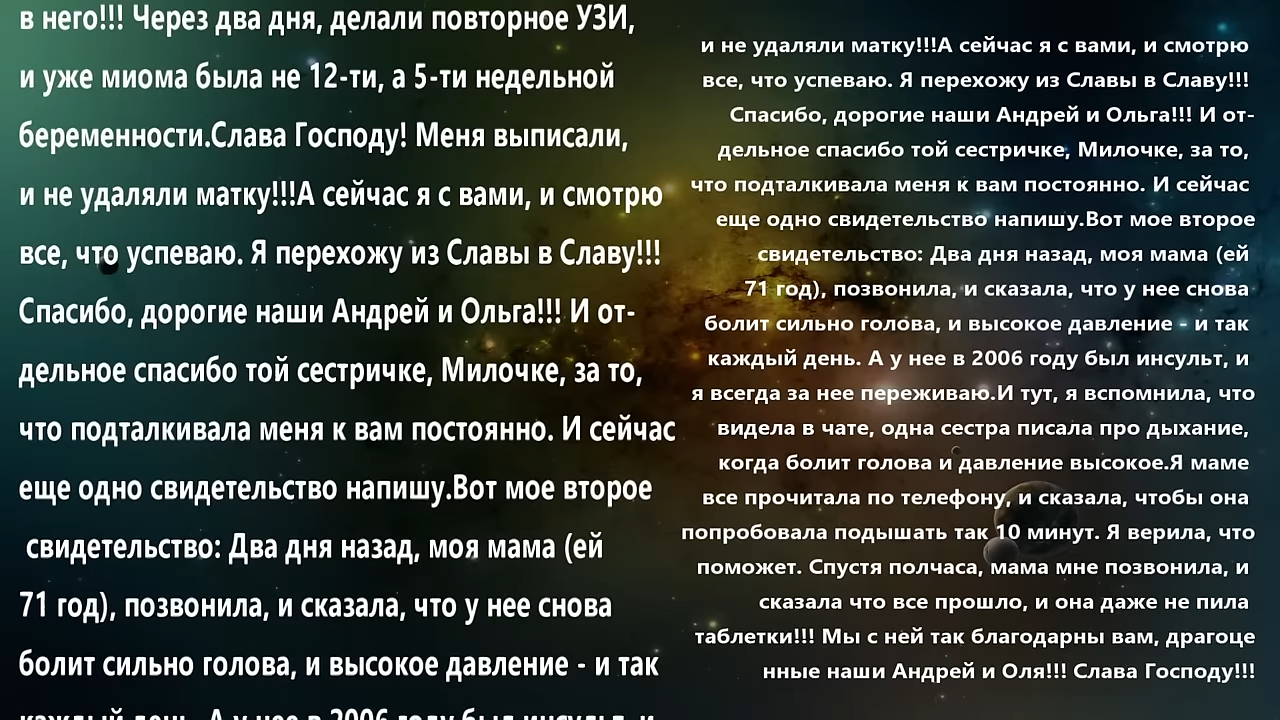 в него!!! Через два дня, делали повторное УЗИ,
и уже миома была не 12-ти, а 5-ти недельной
беременности.Слава Господу! Меня выписали,
и не удаляли матку!!!А сейчас я с вами, и смотрю
все, что успеваю. Я перехожу из Славы в Славу!!!
Спасибо, дорогие наши Андрей и Ольга!!! И от-
дельное спасибо той сестричке, Милочке, за то,
что подталкивала меня к вам постоянно. И сейчас
еще одно свидетельство напишу.Вот мое второе
свидетельство: Два дня назад, моя мама (ей
71 год), позвонила, и сказала, что у нее снова
болит сильно голова, и высокое давление - и так
каждый день. А у нее в 2006 году был инсульт, и
и не удаляли матку!!!А сейчас я с вами, и смотрю
все, что успеваю. Я перехожу из Славы в Славу!!!
Спасибо, дорогие наши Андрей и Ольга!!! И от-
дельное спасибо той сестричке, Милочке, за то,
что подталкивала меня к вам постоянно. И сейчас
еще одно свидетельство напишу.Вот мое второе
свидетельство: Два дня назад, моя мама (ей
71 год), позвонила, и сказала, что у нее снова
болит сильно голова, и высокое давление - и так
каждый день. А у нее в 2006 году был инсульт, и
я всегда за нее переживаю.И тут, я вспомнила, что
видела в чате, одна сестра писала про дыхание,
когда болит голова и давление высокое.Я маме
все прочитала по телефону, и сказала, чтобы она
попробовала подышать так 10 минут. Я верила, что
поможет. Спустя полчаса, мама мне позвонила, и
сказала что все прошло, и она даже не пила
таблетки!!! Мы с ней так благодарны вам, драгоце
нные наши Андрей и Оля!!! Слава Господу!!!